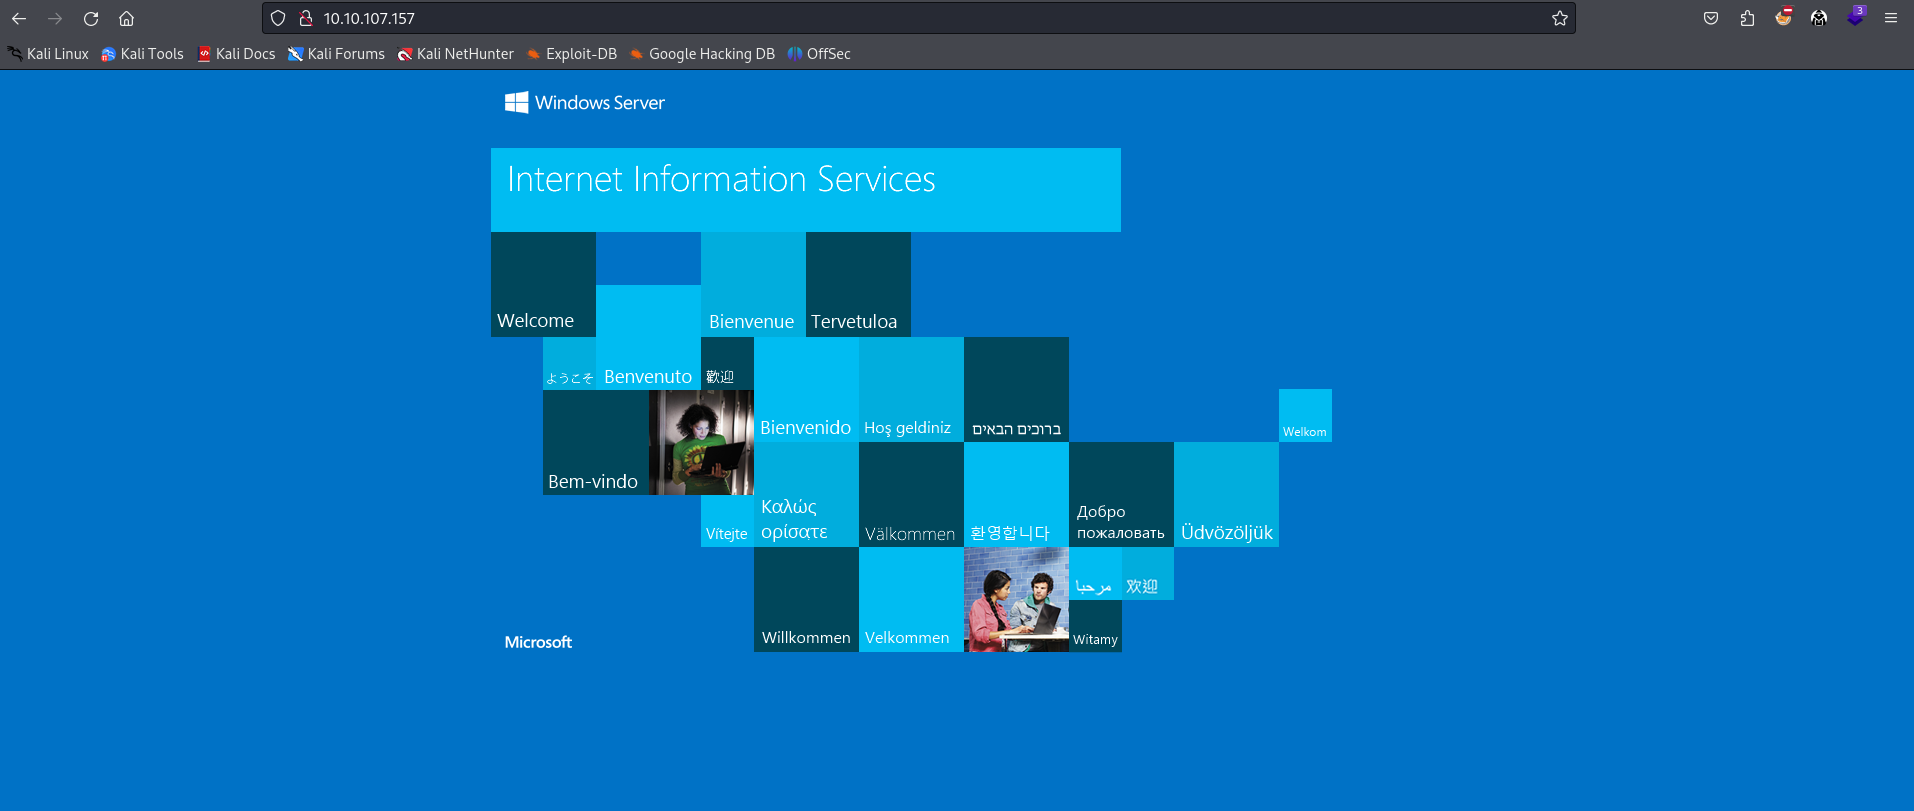 10.10.107.157
Kali Linux Kali Tools Kali Docs Kali Forums Kali NetHunter Exploit-DB Google Hacking DB OffSec
3
Windows Server
Internet Information Services
Welcome
Bienvenue
Tervetuloa
ようこそ
Benvenuto
歡迎
Bienvenido
Hoş geldiniz
ברוכים הבאים
Welkom
Bem-vindo
Vítejte
Καλώς
ορίσατε
Välkommen
환영합니다
Добро
пожаловать
Üdvözöljük
Willkommen
Velkommen
مرحبا
欢迎
Witamy
Microsoft